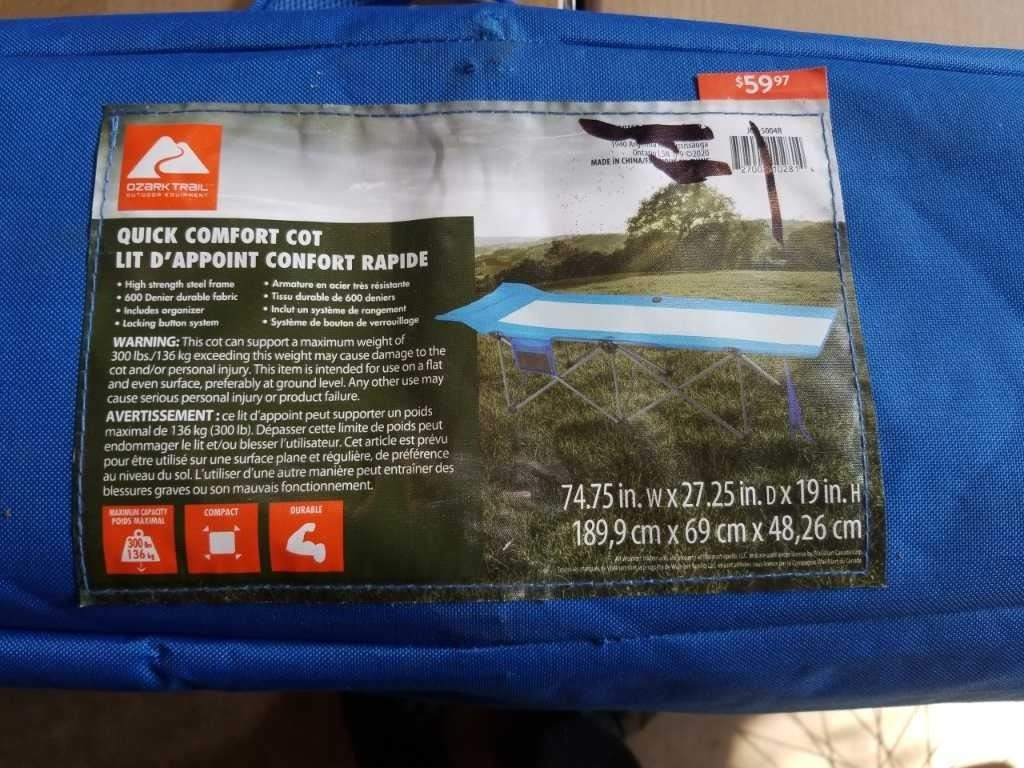 $59.97
OZARK TRAIL
OUTDOOR EQUIPMENT
1940
Ontario L5N ©2020
MADE IN CHINA/
5004R
QUICK COMFORT COT
LIT D'APPOINT CONFORT RAPIDE
• High strength steel frame
• 600 Denier durable fabric
• Includes organizer
• Locking button system
• Armature en acier très résistante
• Tissu durable de 600 deniers
• Inclut un système de rangement
• Système de bouton de verrouillage
WARNING: This cot can support a maximum weight of
300 lbs./136 kg exceeding this weight may cause damage to the
cot and/or personal injury. This item is intended for use on a flat
and even surface, preferably at ground level. Any other use may
cause serious personal injury or product failure.
AVERTISSEMENT : ce lit d'appoint peut supporter un poids
maximal de 136 kg (300 lb). Dépasser cette limite de poids peut
endommager le lit et/ou blesser l'utilisateur. Cet article est prévu
pour être utilisé sur une surface plane et régulière, de préférence
au niveau du sol. L'utiliser d'une autre manière peut entraîner des
blessures graves ou son mauvais fonctionnement.
MAXIMUM CAPACITY
POIDS MAXIMAL
300 lbs
136 kg
COMPACT
DURABLE
74.75 in. W x 27.25 in. D x 19 in. H
189,9 cm x 69 cm x 48,26 cm